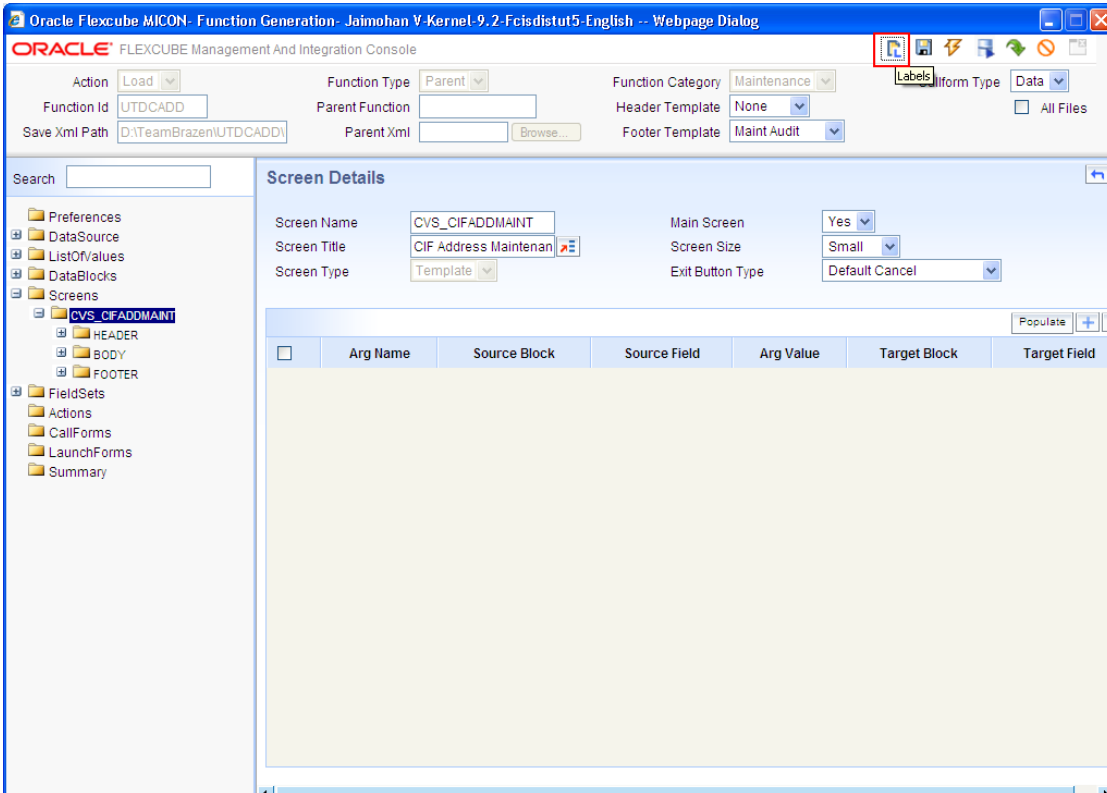 Oracle Flexcube MICON- Function Generation- Jaimohan V-Kernel-9.2-Fcisdistut5-English -- Webpage Dialog
ORACLE FLEXCUBE Management And Integration Console
Action Load Function Type Parent Function Category Maintenance Labels Form Type Data
Function Id UTDCADD Parent Function Header Template None All Files
Save Xml Path D:\TeamBrazen\UTDCADD\ Parent Xml Browse... Footer Template Maint Audit
Search
Screen Details
Preferences
DataSource
ListOfValues
DataBlocks
Screens
CVS_CIFADDMAINT
HEADER
BODY
FOOTER
FieldSets
Actions
CallForms
LaunchForms
Summary
Screen Name CVS_CIFADDMAINT Main Screen Yes
Screen Title CIF Address Maintenan Screen Size Small
Screen Type Template Exit Button Type Default Cancel
Populate
Arg Name Source Block Source Field Arg Value Target Block Target Field